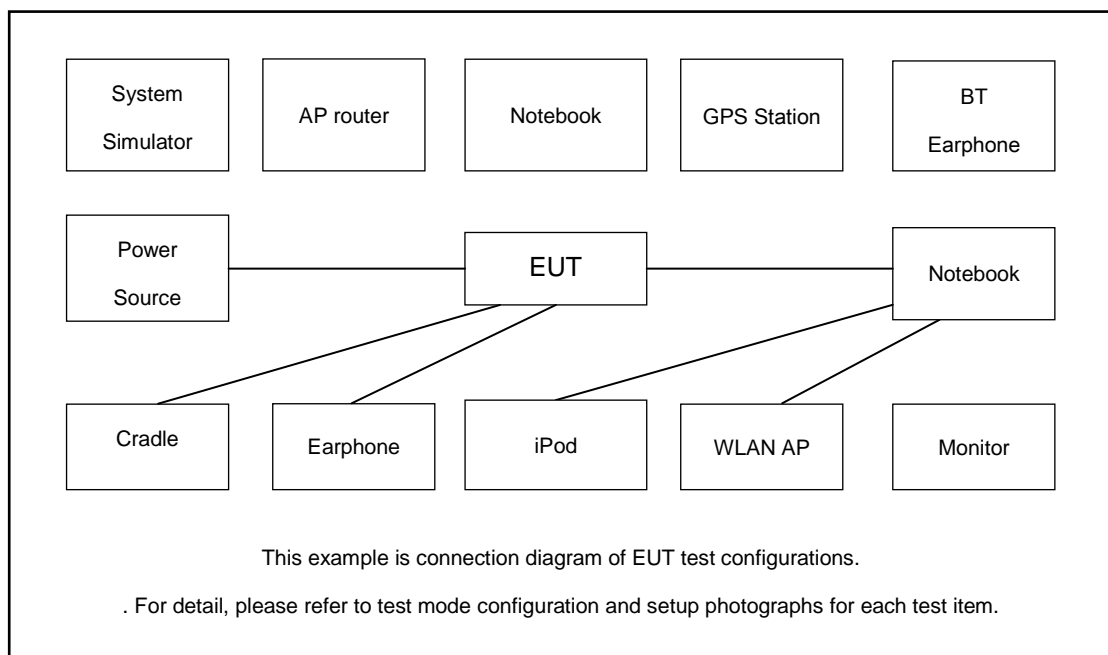 System
Simulator
AP router
Notebook
GPS Station
BT
Earphone
Power
Source
EUT
Notebook
Cradle
Earphone
iPod
WLAN AP
Monitor
This example is connection diagram of EUT test configurations.
. For detail, please refer to test mode configuration and setup photographs for each test item.